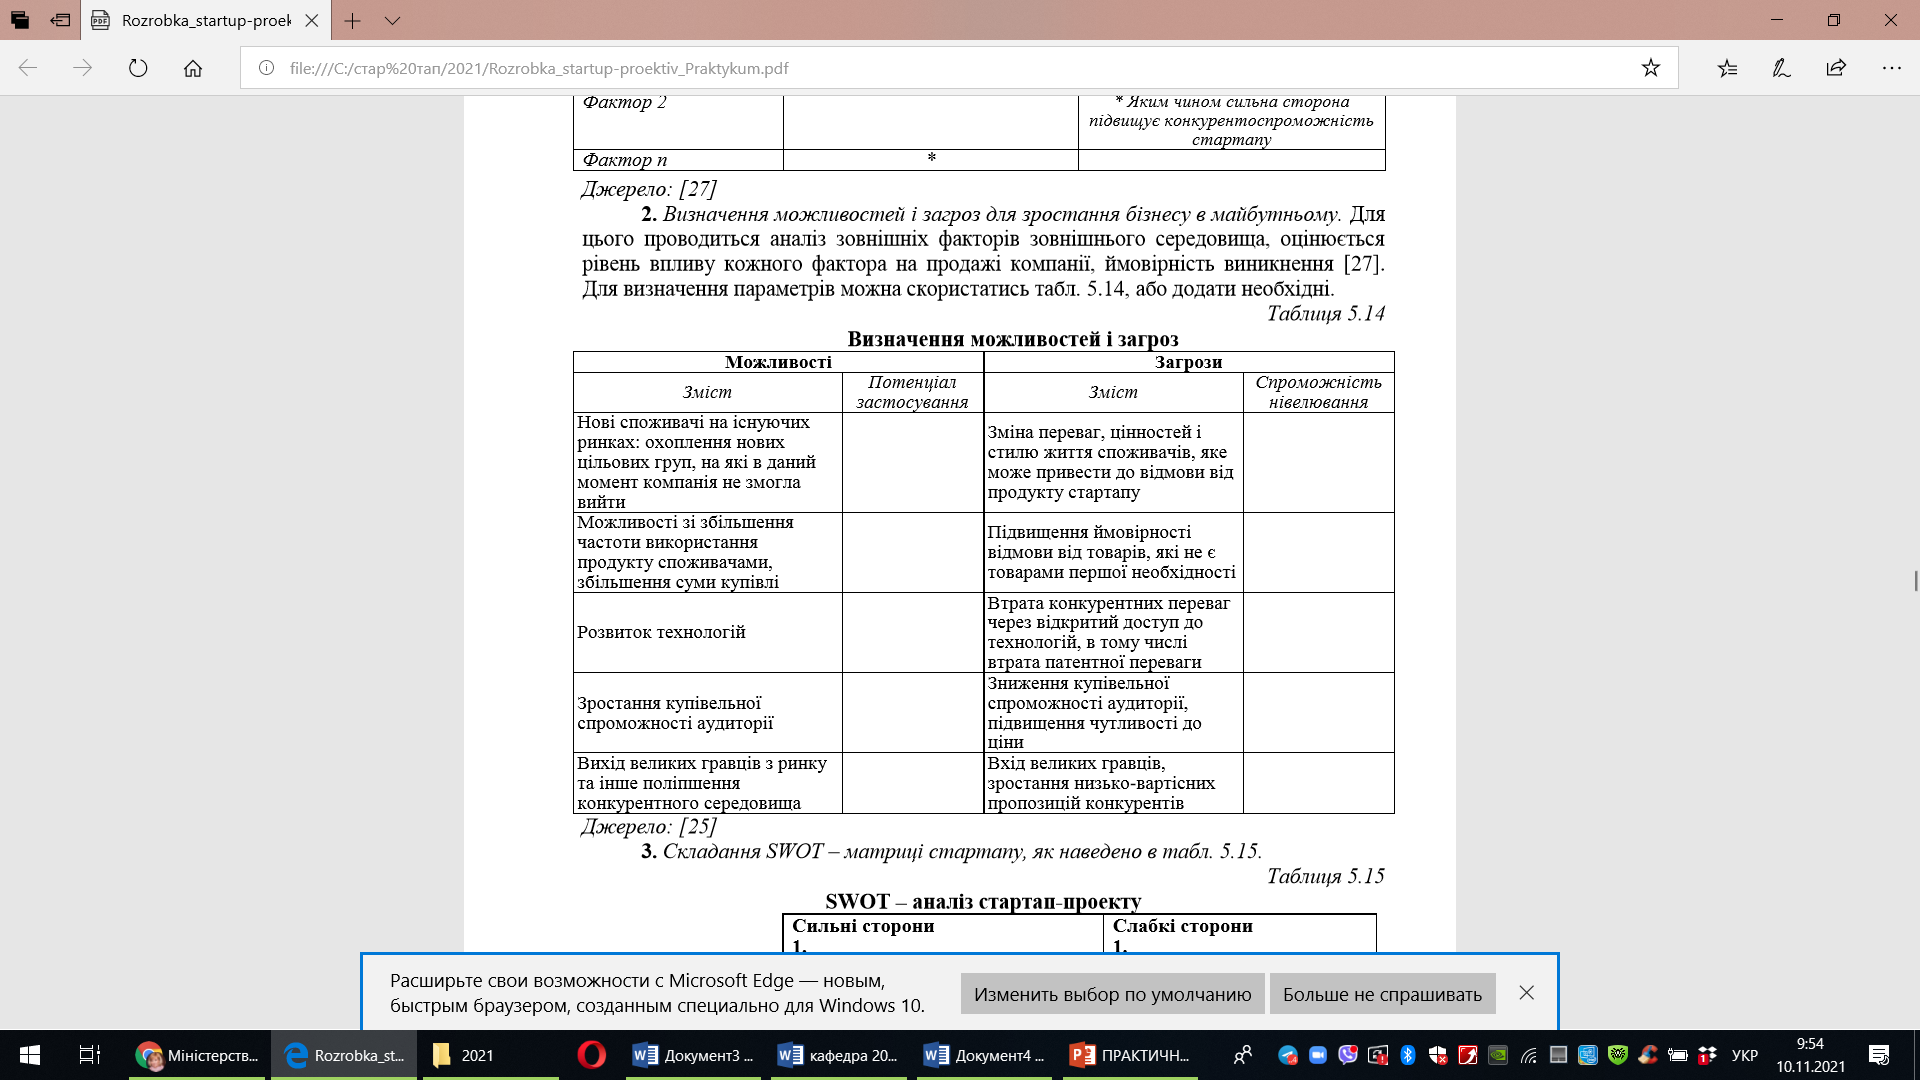 Rozrobka_startup-proek
file:///C:/стар%20тап/2021/Rozrobka_startup-proektiv_Praktykum.pdf
Фактор 2
* Яким чином сильна сторона
підвищує конкурентоспроможність
стартапу
Фактор n
*
Джерело: [27]
2. Визначення можливостей і загроз для зростання бізнесу в майбутньому. Для
цього проводиться аналіз зовнішніх факторів зовнішнього середовища, оцінюється
рівень впливу кожного фактора на продажі компанії, ймовірність виникнення [27].
Для визначення параметрів можна скористатись табл. 5.14, або додати необхідні.
Таблиця 5.14
Визначення можливостей і загроз
Можливості
Загрози
Зміст
Потенціал
застосування
Зміст
Спроможність
нівелювання
Нові споживачі на існуючих
ринках: охоплення нових
цільових груп, на які в даний
момент компанія не змогла
вийти
Зміна переваг, цінностей і
стилю життя споживачів, яке
може привести до відмови від
продукту стартапу
Можливості зі збільшення
частоти використання
продукту споживачами,
збільшення суми купівлі
Підвищення ймовірності
відмови від товарів, які не є
товарами першої необхідності
Розвиток технологій
Втрата конкурентних переваг
через відкритий доступ до
технологій, в тому числі
втрата патентної переваги
Зростання купівельної
спроможності аудиторії
Зниження купівельної
спроможності аудиторії,
підвищення чутливості до
ціни
Вихід великих гравців з ринку
та інше поліпшення
конкурентного середовища
Вхід великих гравців,
зростання низько-вартісних
пропозицій конкурентів
Джерело: [25]
3. Складання SWOT – матриці стартапу, як наведено в табл. 5.15.
Таблиця 5.15
SWOT – аналіз стартап-проекту
Сильні сторони
1.
Слабкі сторони
1.
Расширьте свои возможности с Microsoft Edge — новым,
быстрым браузером, созданным специально для Windows 10.
Изменить выбор по умолчанию
Больше не спрашивать
Міністерств...
Rozrobka_st...
2021
Документ3 ...
кафедра 20...
Документ4 ...
ПРАКТИЧН...
УКР
9:54
10.11.2021